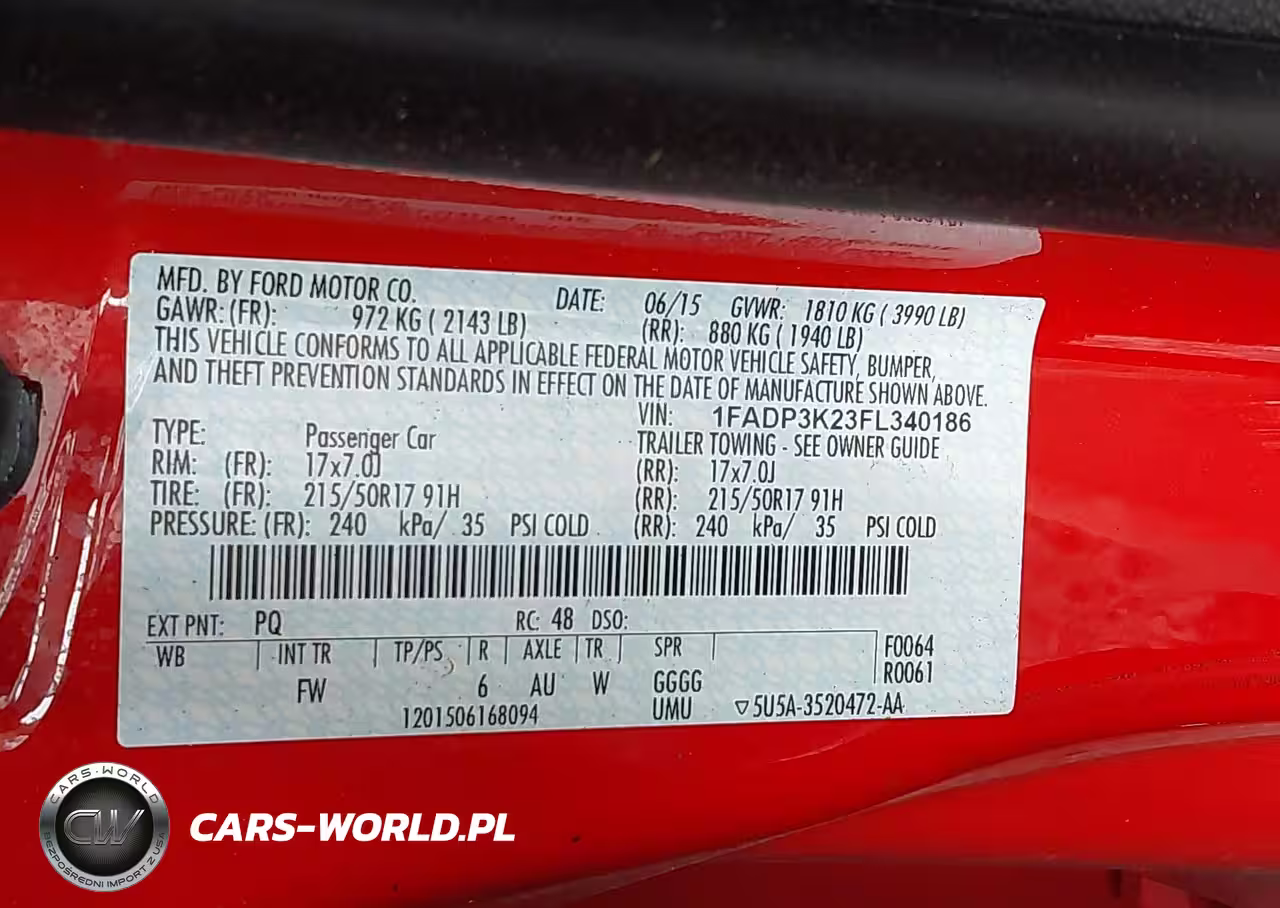 MFD. BY FORD MOTOR CO. DATE: 06/15 GVWR: 1810 KG ( 3990 LB)
GAWR: (FR): 972 KG ( 2143 LB) (RR): 880 KG ( 1940 LB)
THIS VEHICLE CONFORMS TO ALL APPLICABLE FEDERAL MOTOR VEHICLE SAFETY, BUMPER,
AND THEFT PREVENTION STANDARDS IN EFFECT ON THE DATE OF MANUFACTURE SHOWN ABOVE.
VIN: 1FADP3K23FL340186
TYPE: Passenger Car TRAILER TOWING - SEE OWNER GUIDE
RIM: (FR): 17x7.0J (RR): 17x7.0J
TIRE: (FR): 215/50R17 91H (RR): 215/50R17 91H
PRESSURE: (FR): 240 kPa/ 35 PSI COLD (RR): 240 kPa/ 35 PSI COLD
EXT PNT: PQ RC: 48 DSO:
WB INT TR TP/PS R AXLE TR SPR F0064
FW 6 AU W GGGG R0061
1201506168094 UMU ▽5U5A-3520472-AA
CARS-WORLD
CW
BEZPOŚREDNI IMPORT Z USA
CARS-WORLD.PL